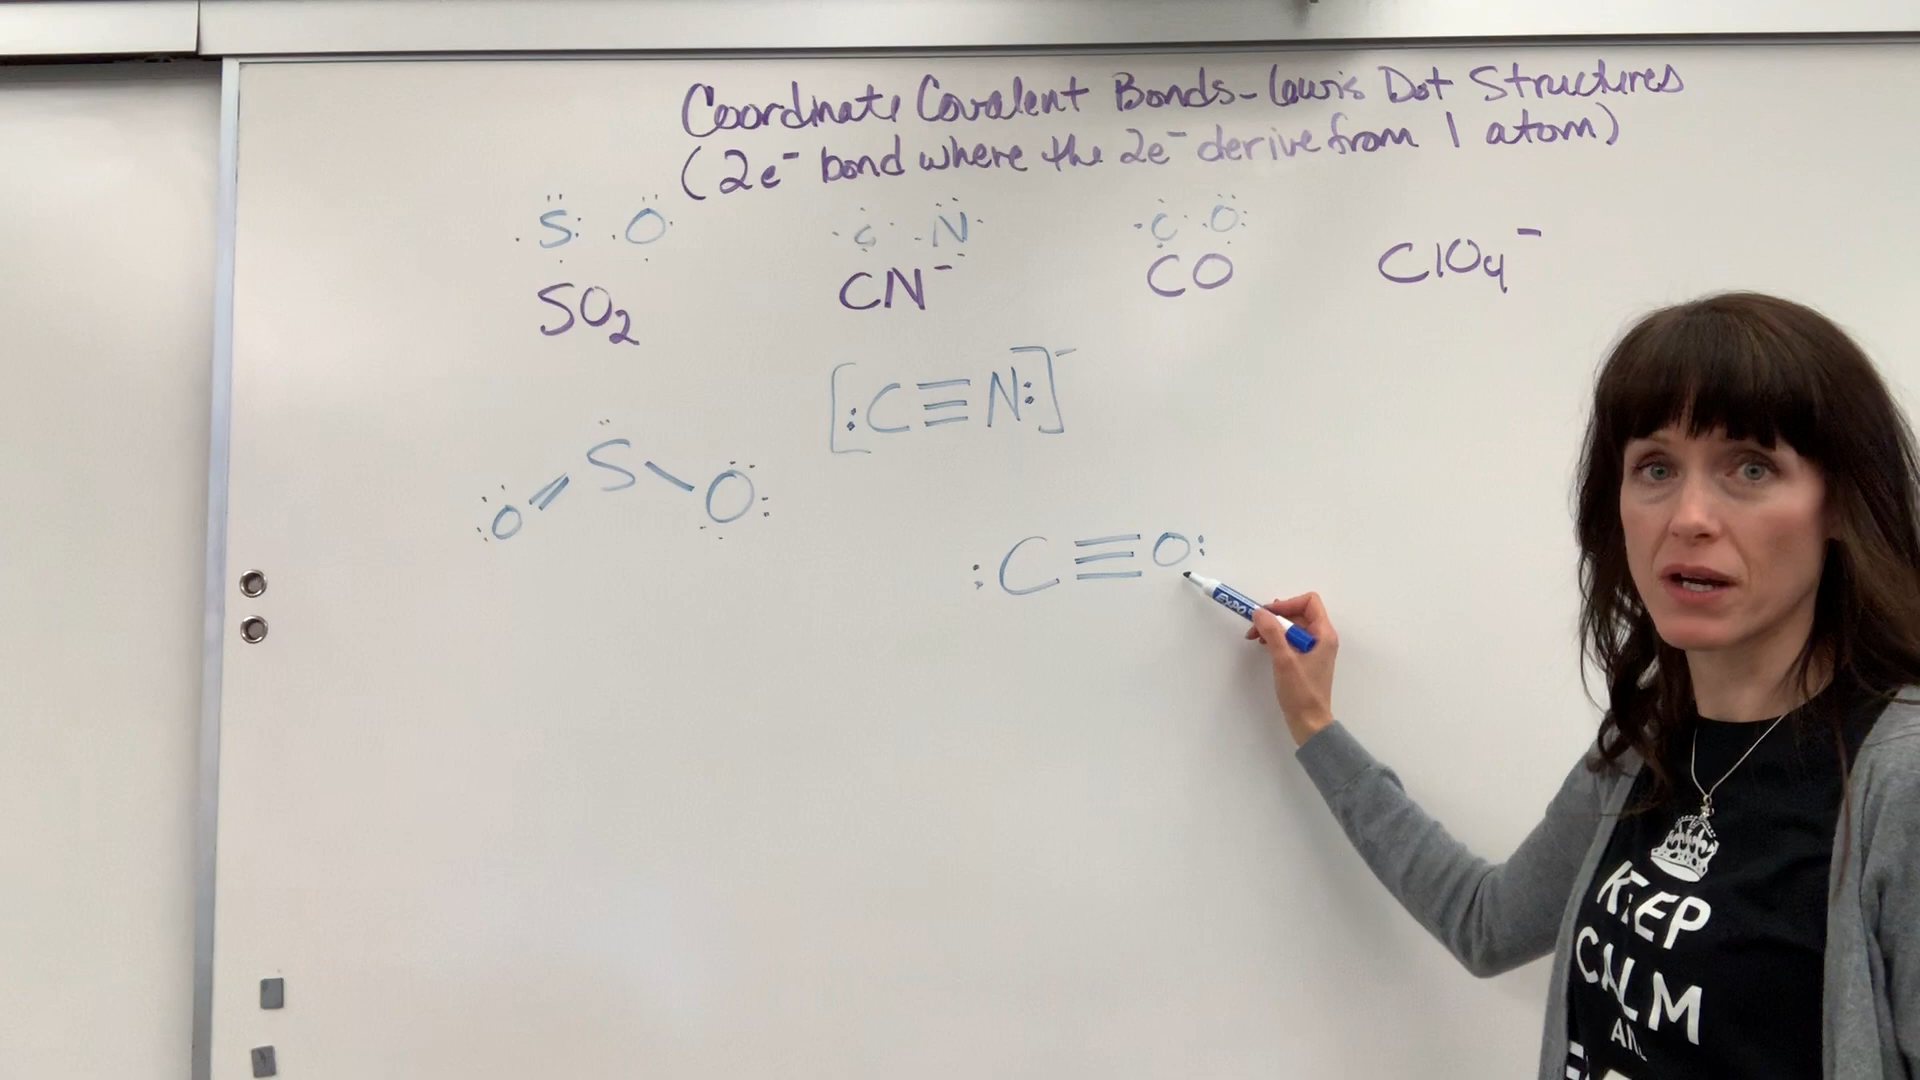 Coordinate Covalent Bonds - Lewis Dot Structures
(2e⁻ bond where the 2e⁻ derive from 1 atom)
S O C N C O
SO₂ CN⁻ CO ClO₄⁻
[:C≡N:]⁻
O=S-O
:C≡O:
EXPO
KEEP
CALM
AN